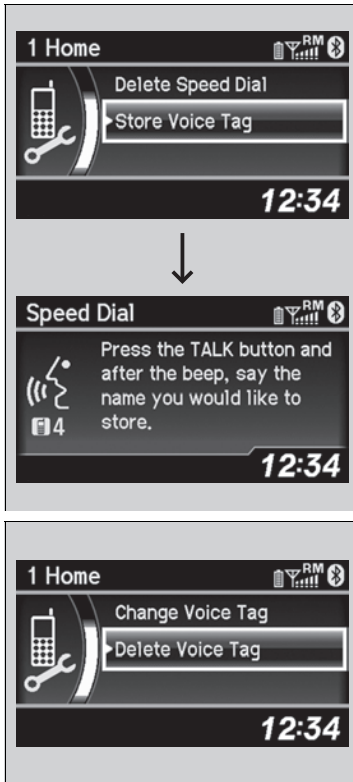 1 Home
RM
Delete Speed Dial
Store Voice Tag
12:34
Speed Dial
RM
Press the TALK button and
after the beep, say the
name you would like to
store.
4
12:34
1 Home
RM
Change Voice Tag
Delete Voice Tag
12:34